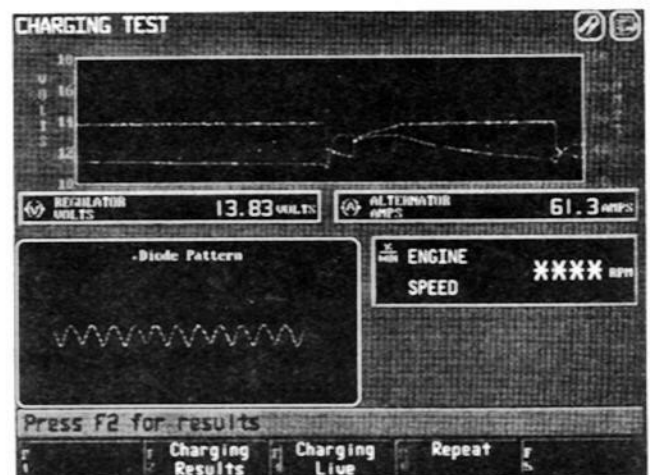 CHARGING TEST
18
16
14
12
10
VOLTS
REGULATOR VOLTS 13.83 VOLTS
ALTERNATOR AMPS 61.3 AMPS
.Diode Pattern
ENGINE SPEED **** RPM
Press F2 for results
Charging Results
Charging Live
Repeat